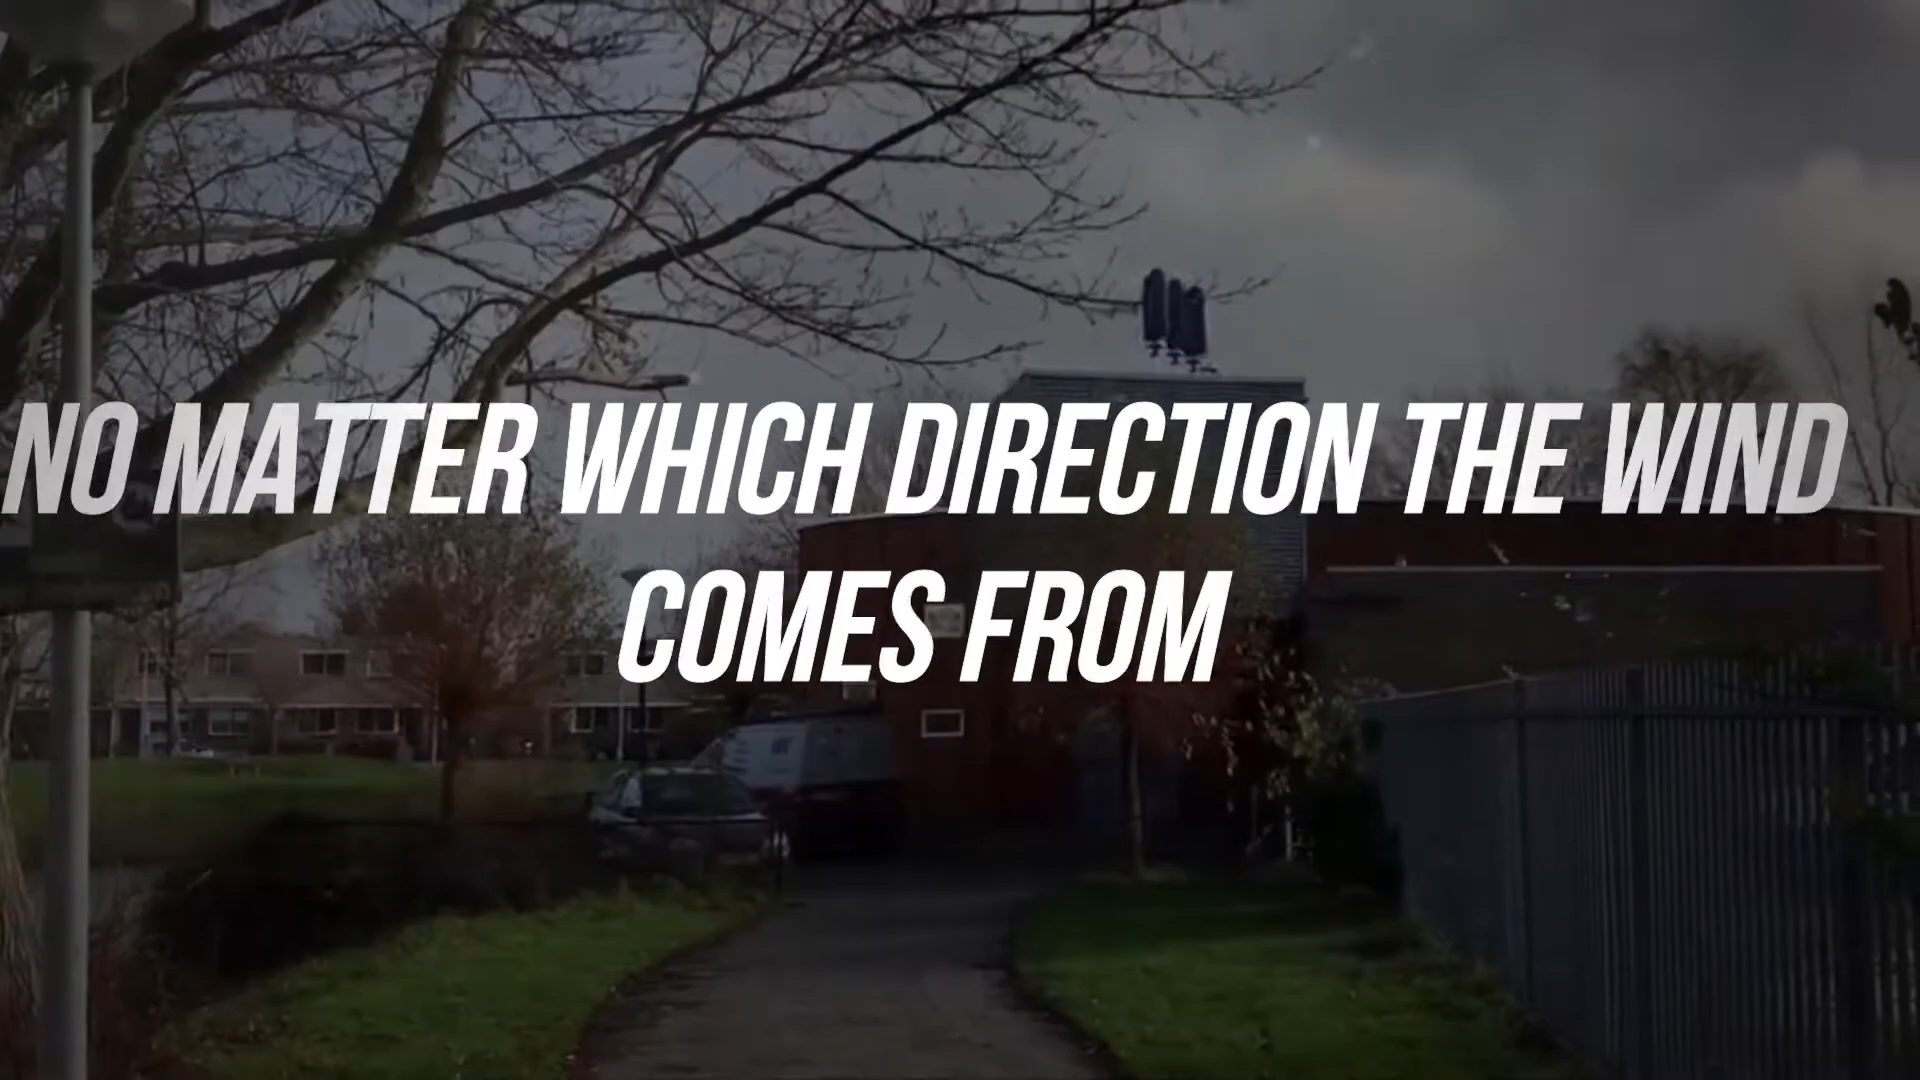 NO MATTER WHICH DIRECTION THE WIND
COMES FROM